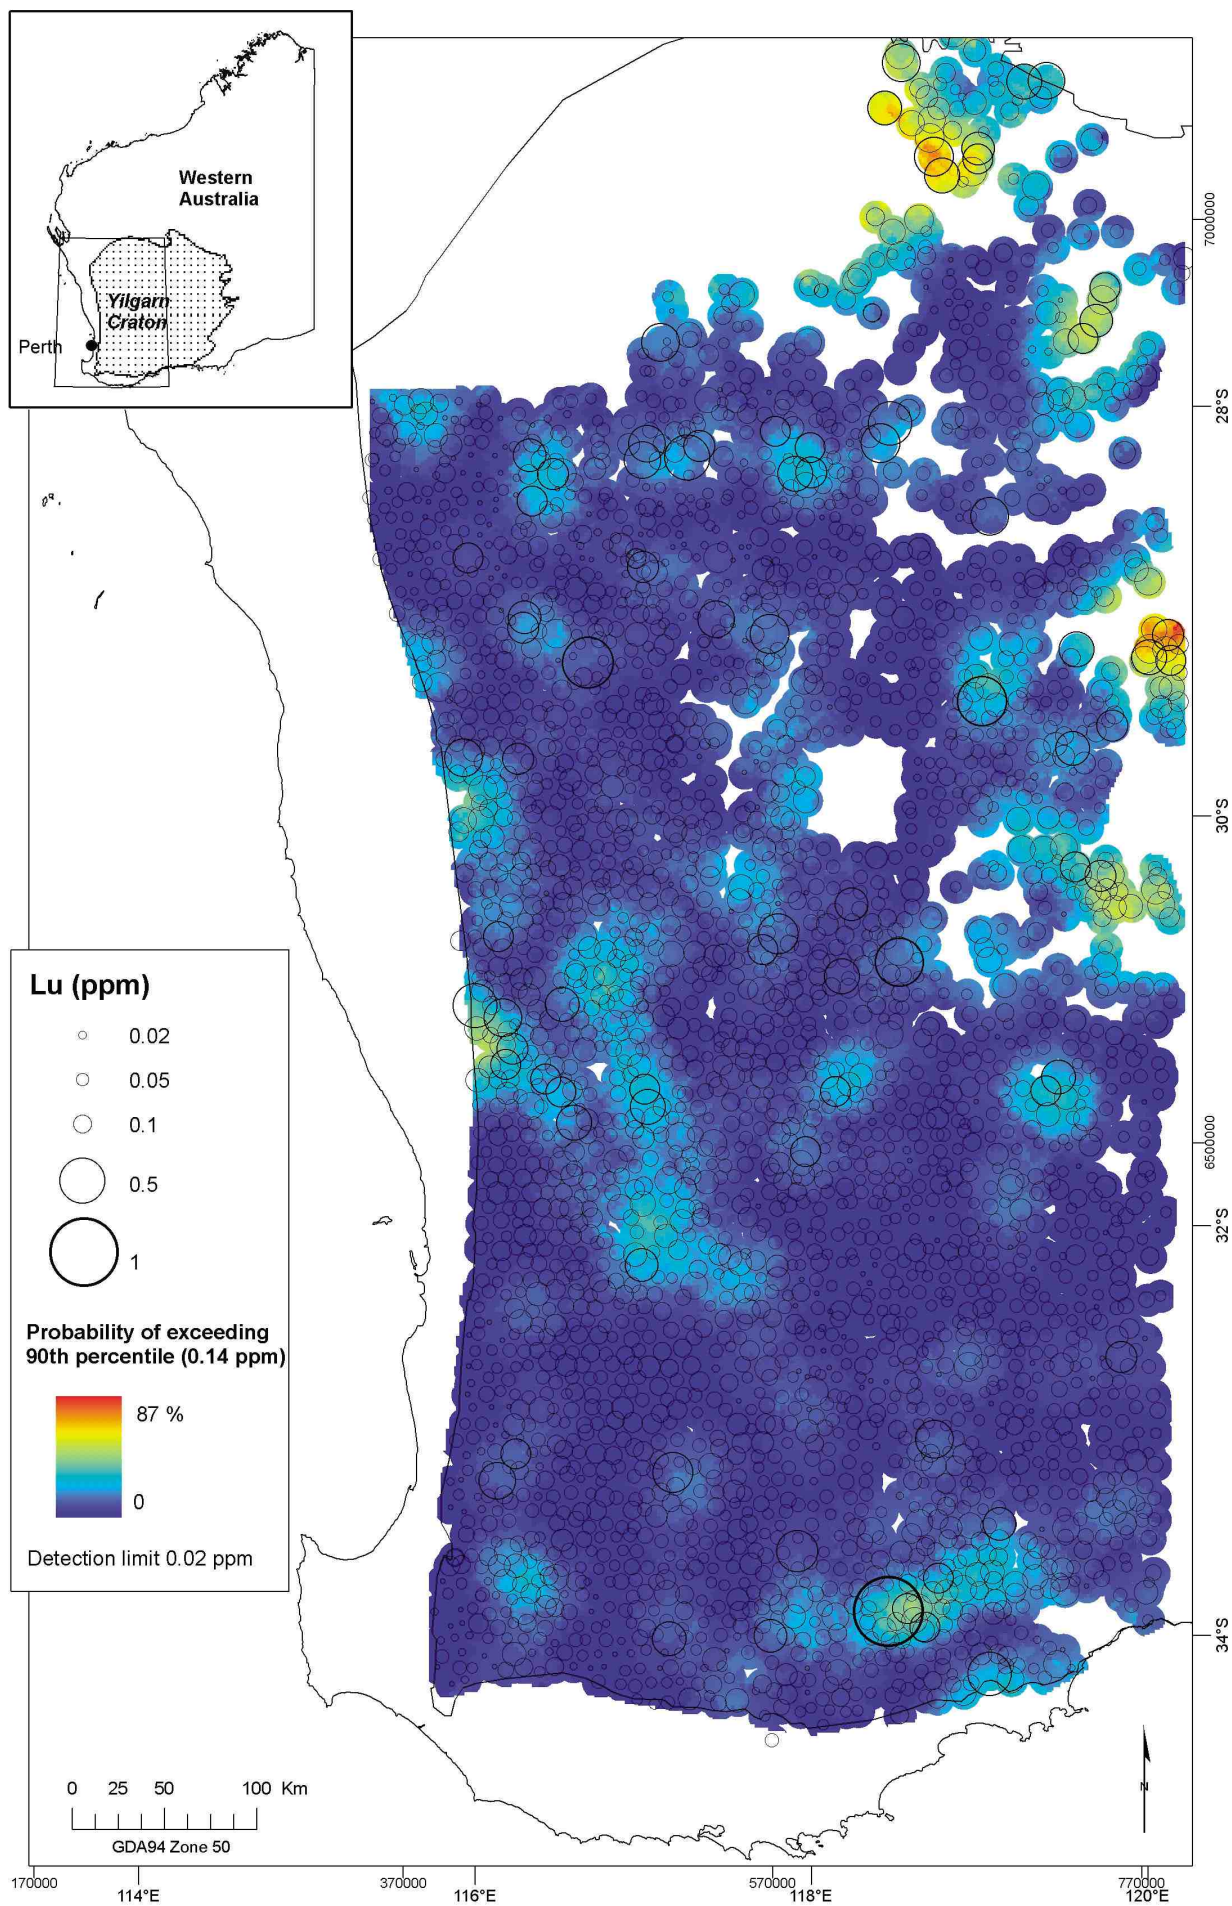 Western
Australia
Yilgarn
Craton
Perth
7000000
28°S
30°S
6500000
32°S
34°S
Lu (ppm)
0.02
0.05
0.1
0.5
1
Probability of exceeding
90th percentile (0.14 ppm)
87 %
0
Detection limit 0.02 ppm
0 25 50 100 Km
GDA94 Zone 50
N
170000 370000 570000 770000
114°E 116°E 118°E 120°E